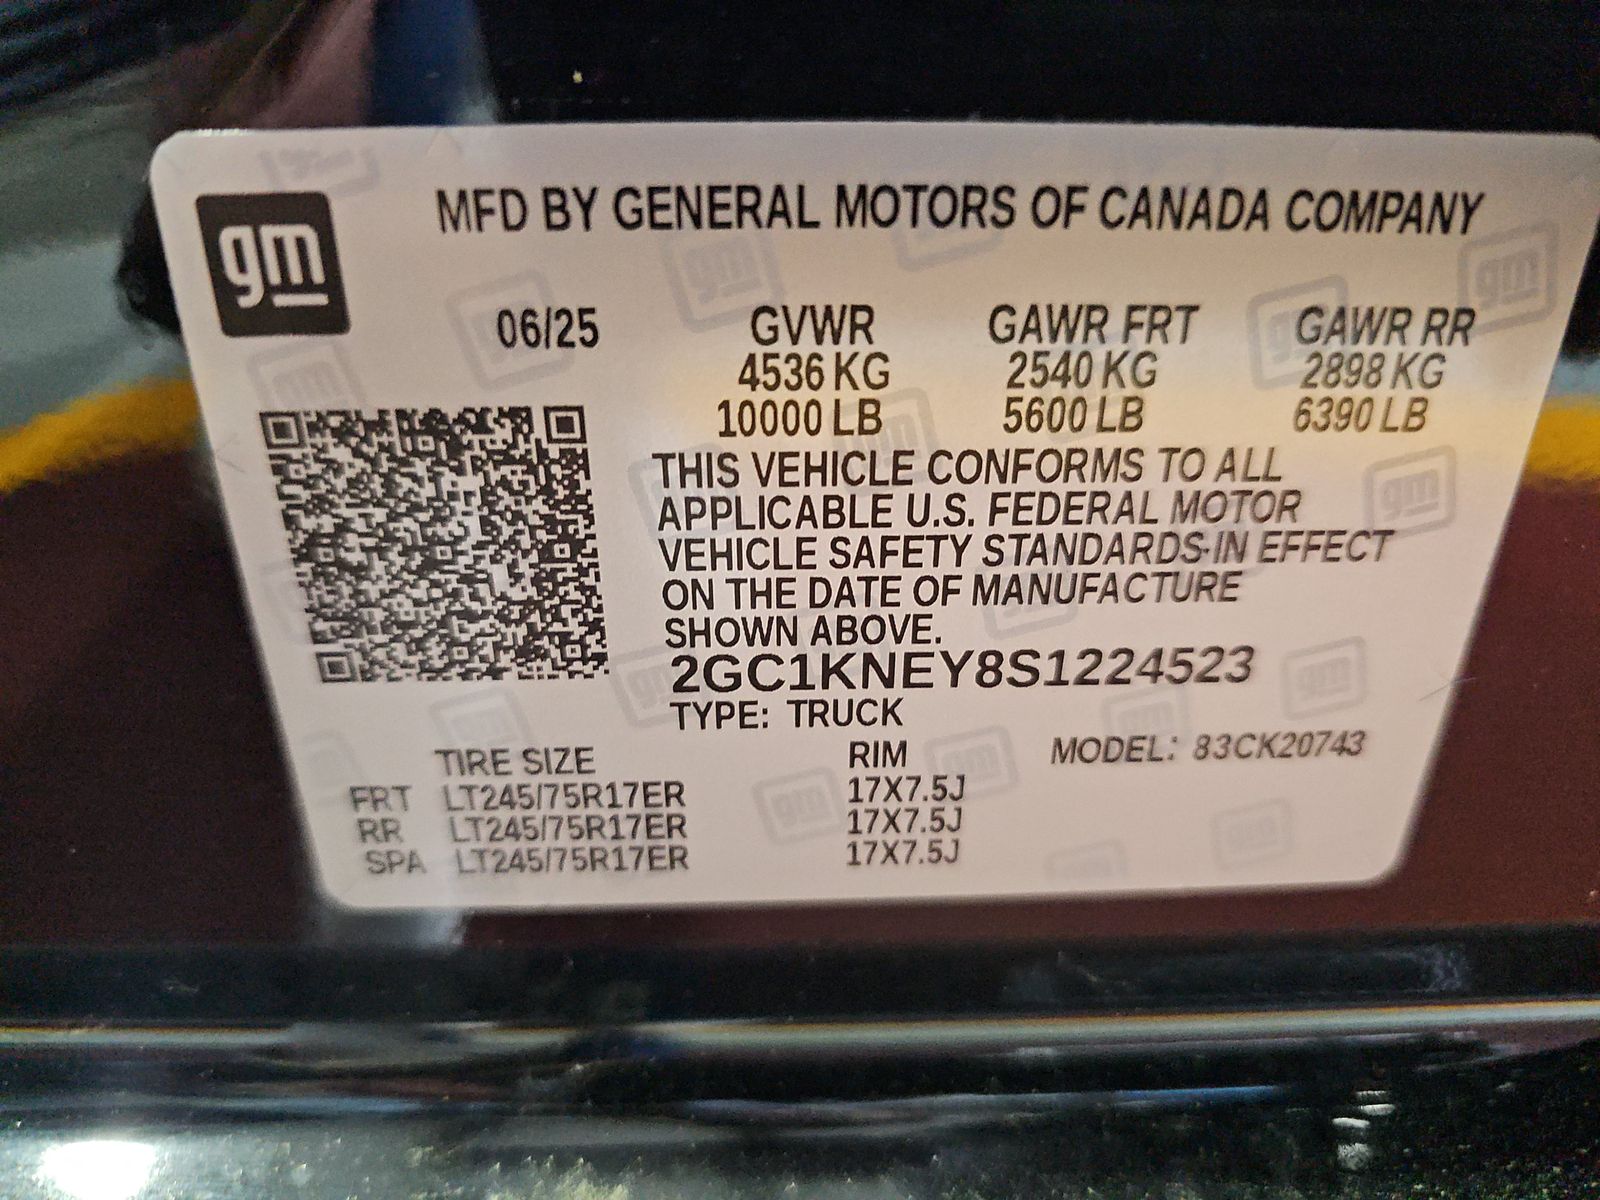 gm
MFD BY GENERAL MOTORS OF CANADA COMPANY
06/25 GVWR GAWR FRT GAWR RR
4536 KG 2540 KG 2898 KG
10000 LB 5600 LB 6390 LB
THIS VEHICLE CONFORMS TO ALL
APPLICABLE U.S. FEDERAL MOTOR
VEHICLE SAFETY STANDARDS IN EFFECT
ON THE DATE OF MANUFACTURE
SHOWN ABOVE.
2GC1KNEY8S1224523
TYPE: TRUCK
TIRE SIZE RIM MODEL: 83CK20743
FRT LT245/75R17ER 17X7.5J
RR LT245/75R17ER 17X7.5J
SPA LT245/75R17ER 17X7.5J